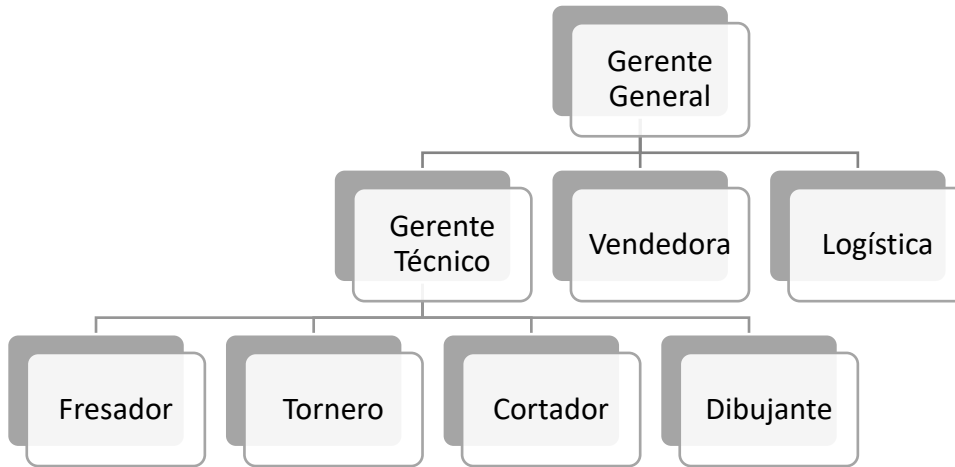 Gerente
General
Gerente
Técnico
Vendedora
Logística
Fresador
Tornero
Cortador
Dibujante